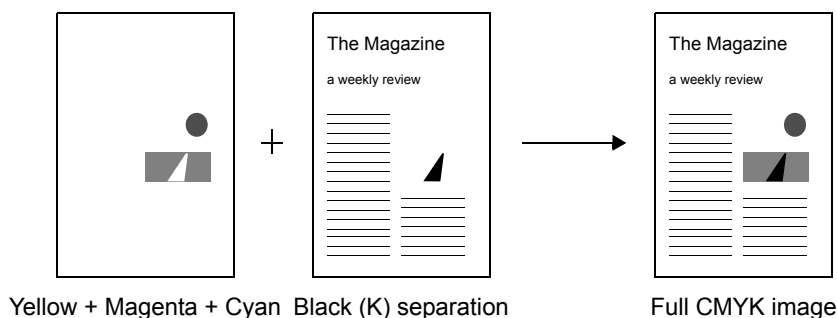 The Magazine
a weekly review
The Magazine
a weekly review
Yellow + Magenta + Cyan
Black (K) separation
Full CMYK image